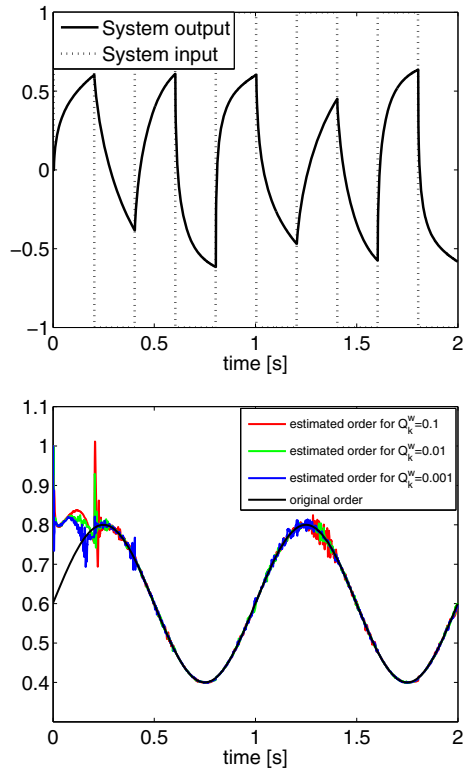 1
System output
System input
0.5
0
−0.5
−1
0
0.5
1
1.5
2
time [s]
1.1
estimated order for Q_k^w=0.1
1
estimated order for Q_k^w=0.01
0.9
estimated order for Q_k^w=0.001
original order
0.8
0.7
0.6
0.5
0.4
0
0.5
1
1.5
2
time [s]